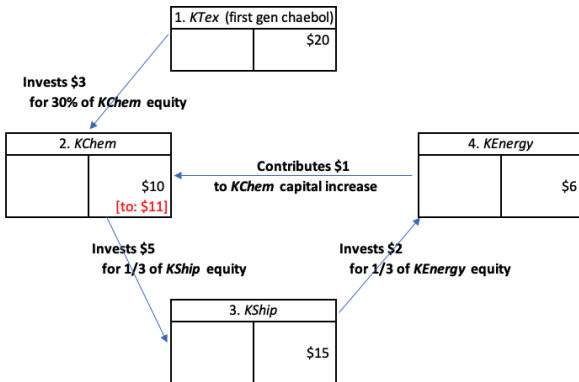 1. KTex (first gen chaebol)
$20
Invests $3
for 30% of KChem equity
2. KChem
$10
[to: $11]
Contributes $1
to KChem capital increase
4. KEnergy
$6
Invests $5
for 1/3 of KShip equity
Invests $2
for 1/3 of KEnergy equity
3. KShip
$15